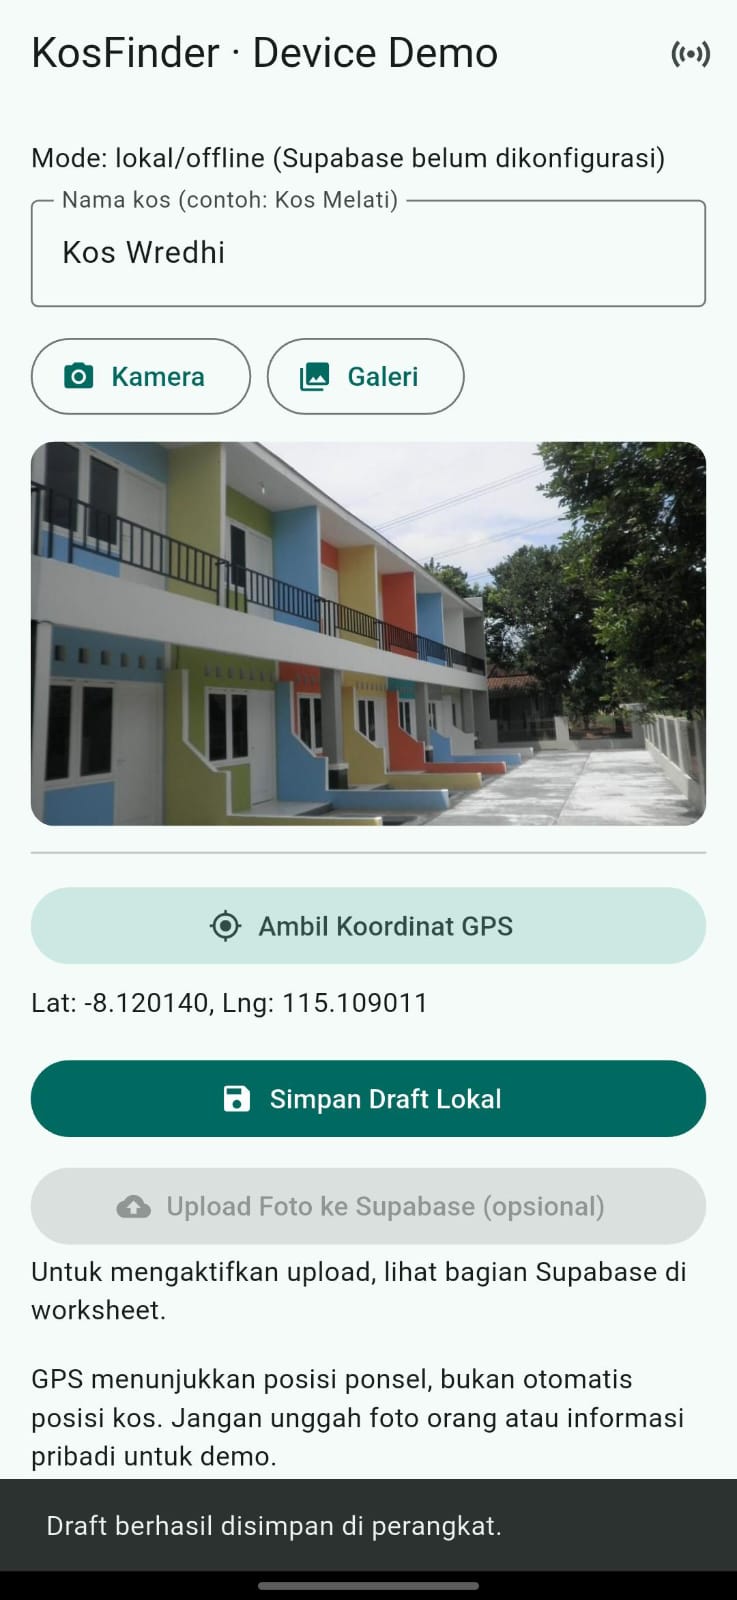 KosFinder · Device Demo
Mode: lokal/offline (Supabase belum dikonfigurasi)
Nama kos (contoh: Kos Melati)
Kos Wredhi
Kamera
Galeri
Ambil Koordinat GPS
Lat: -8.120140, Lng: 115.109011
Simpan Draft Lokal
Upload Foto ke Supabase (opsional)
Untuk mengaktifkan upload, lihat bagian Supabase di
worksheet.
GPS menunjukkan posisi ponsel, bukan otomatis
posisi kos. Jangan unggah foto orang atau informasi
pribadi untuk demo.
Draft berhasil disimpan di perangkat.